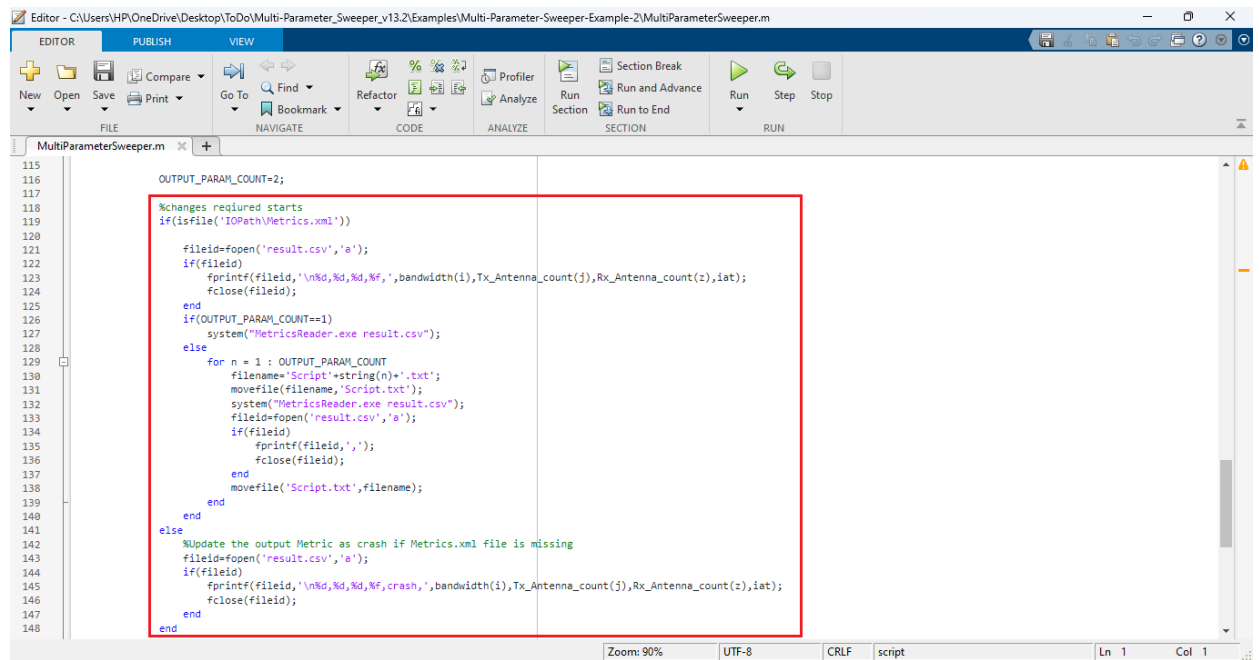 Editor - C:\Users\HP\OneDrive\Desktop\ToDo\Multi-Parameter_Sweeper_v13.2\Examples\Multi-Parameter-Sweeper-Example-2\MultiParameterSweeper.m
EDITOR PUBLISH VIEW
New Open Save Compare Print
Go To Find Bookmark
Refactor
Profiler Analyze
Run Section Section Break Run and Advance Run to End
Run Step Stop
FILE NAVIGATE CODE ANALYZE SECTION RUN
MultiParameterSweeper.m
115
116 OUTPUT_PARAM_COUNT=2;
117
118 %changes reqiured starts
119 if(isfile('IOPath\Metrics.xml'))
120
121 fileid=fopen('result.csv','a');
122 if(fileid)
123 fprintf(fileid,'\n%d,%d,%d,%f,',bandwidth(i),Tx_Antenna_count(j),Rx_Antenna_count(z),iat);
124 fclose(fileid);
125 end
126 if(OUTPUT_PARAM_COUNT==1)
127 system("MetricsReader.exe result.csv");
128 else
129 for n = 1 : OUTPUT_PARAM_COUNT
130 filename='Script'+string(n)+'.txt';
131 movefile(filename,'Script.txt');
132 system("MetricsReader.exe result.csv");
133 fileid=fopen('result.csv','a');
134 if(fileid)
135 fprintf(fileid,',');
136 fclose(fileid);
137 end
138 movefile('Script.txt',filename);
139 end
140 end
141 else
142 %Update the output Metric as crash if Metrics.xml file is missing
143 fileid=fopen('result.csv','a');
144 if(fileid)
145 fprintf(fileid,'\n%d,%d,%d,%f,crash,',bandwidth(i),Tx_Antenna_count(j),Rx_Antenna_count(z),iat);
146 fclose(fileid);
147 end
148 end
Zoom: 90% UTF-8 CRLF script Ln 1 Col 1